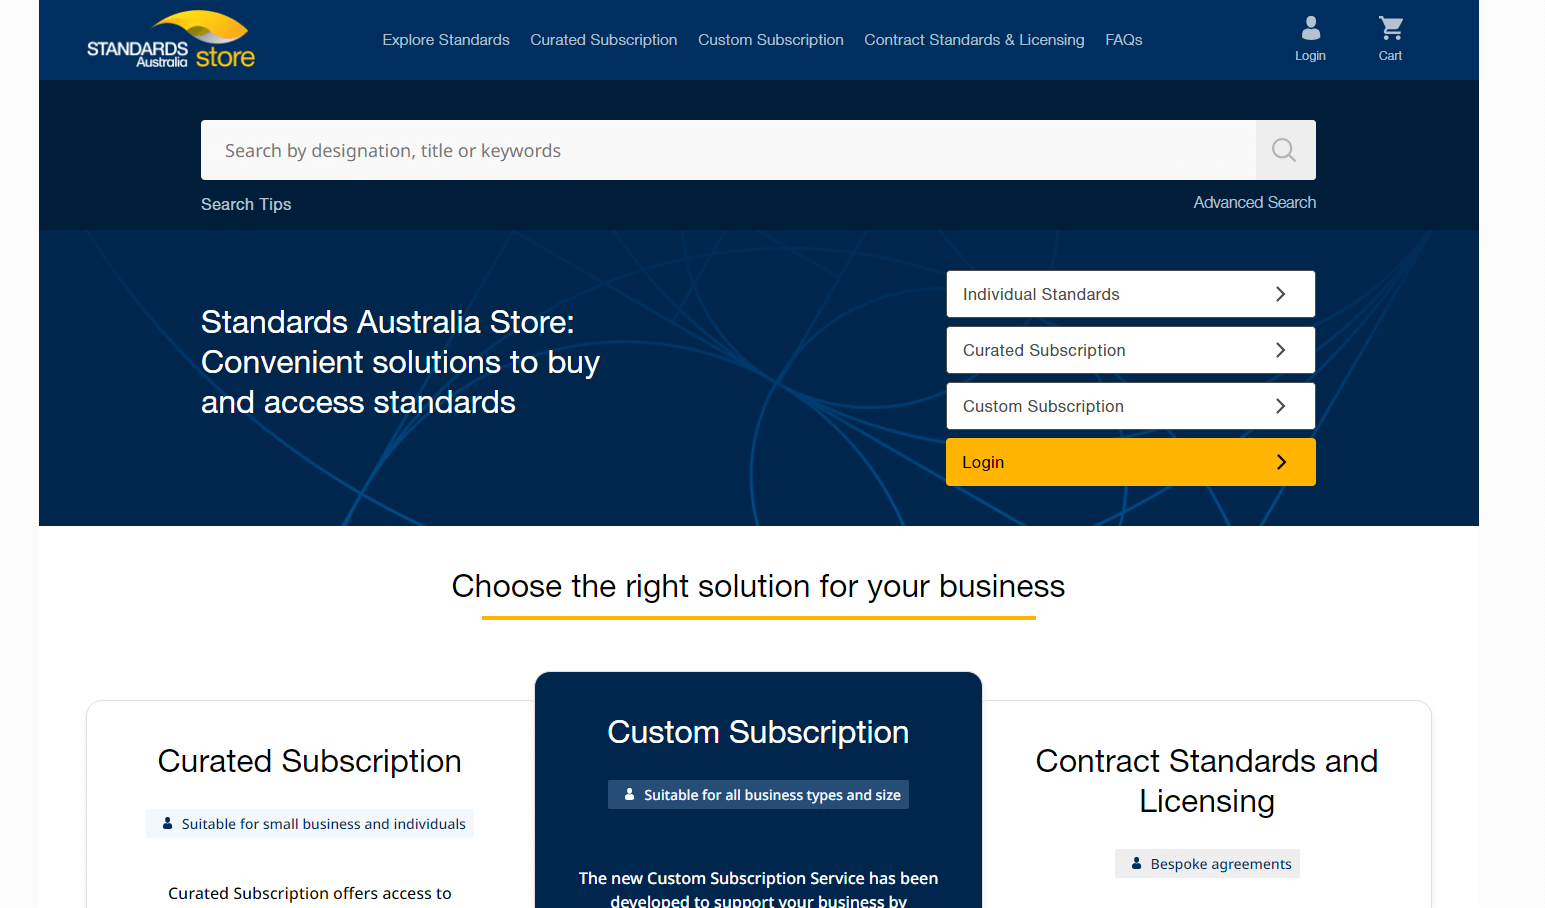 STANDARDS
Australia store
Explore Standards
Curated Subscription
Custom Subscription
Contract Standards & Licensing
FAQs
Login
Cart
Search by designation, title or keywords
Search Tips
Advanced Search
Standards Australia Store:
Convenient solutions to buy
and access standards
Individual Standards
Curated Subscription
Custom Subscription
Login
Choose the right solution for your business
Curated Subscription
Suitable for small business and individuals
Curated Subscription offers access to
Custom Subscription
Suitable for all business types and size
The new Custom Subscription Service has been
developed to support your business by
Contract Standards and
Licensing
Bespoke agreements